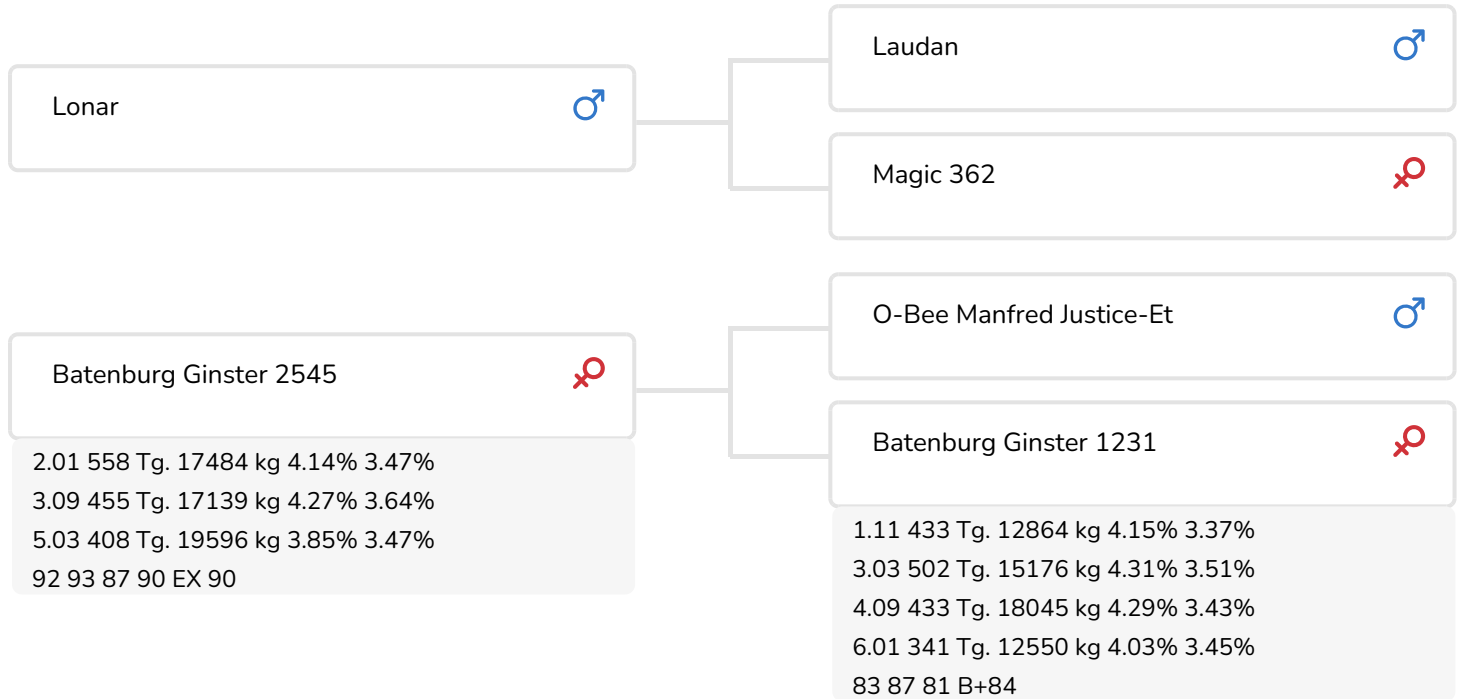 Lonar
Laudan
Magic 362
Batenburg Ginster 2545
2.01 558 Tg. 17484 kg 4.14% 3.47%
3.09 455 Tg. 17139 kg 4.27% 3.64%
5.03 408 Tg. 19596 kg 3.85% 3.47%
92 93 87 90 EX 90
O-Bee Manfred Justice-Et
Batenburg Ginster 1231
1.11 433 Tg. 12864 kg 4.15% 3.37%
3.03 502 Tg. 15176 kg 4.31% 3.51%
4.09 433 Tg. 18045 kg 4.29% 3.43%
6.01 341 Tg. 12550 kg 4.03% 3.45%
83 87 81 B+84